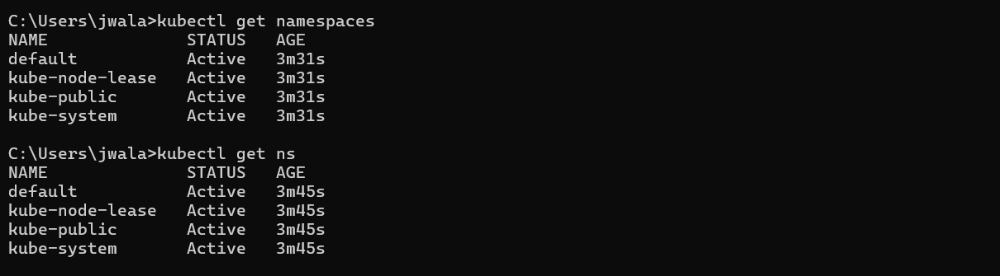 C:\Users\jwala>kubectl get namespaces
NAME              STATUS   AGE
default           Active   3m31s
kube-node-lease   Active   3m31s
kube-public       Active   3m31s
kube-system       Active   3m31s
C:\Users\jwala>kubectl get ns
NAME              STATUS   AGE
default           Active   3m45s
kube-node-lease   Active   3m45s
kube-public       Active   3m45s
kube-system       Active   3m45s